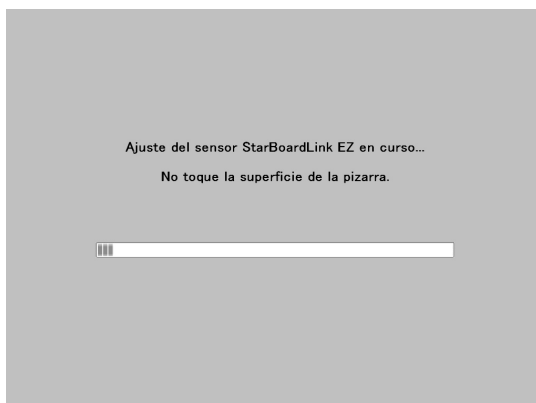 Ajuste del sensor StarBoardLink EZ en curso...
No toque la superficie de la pizarra.